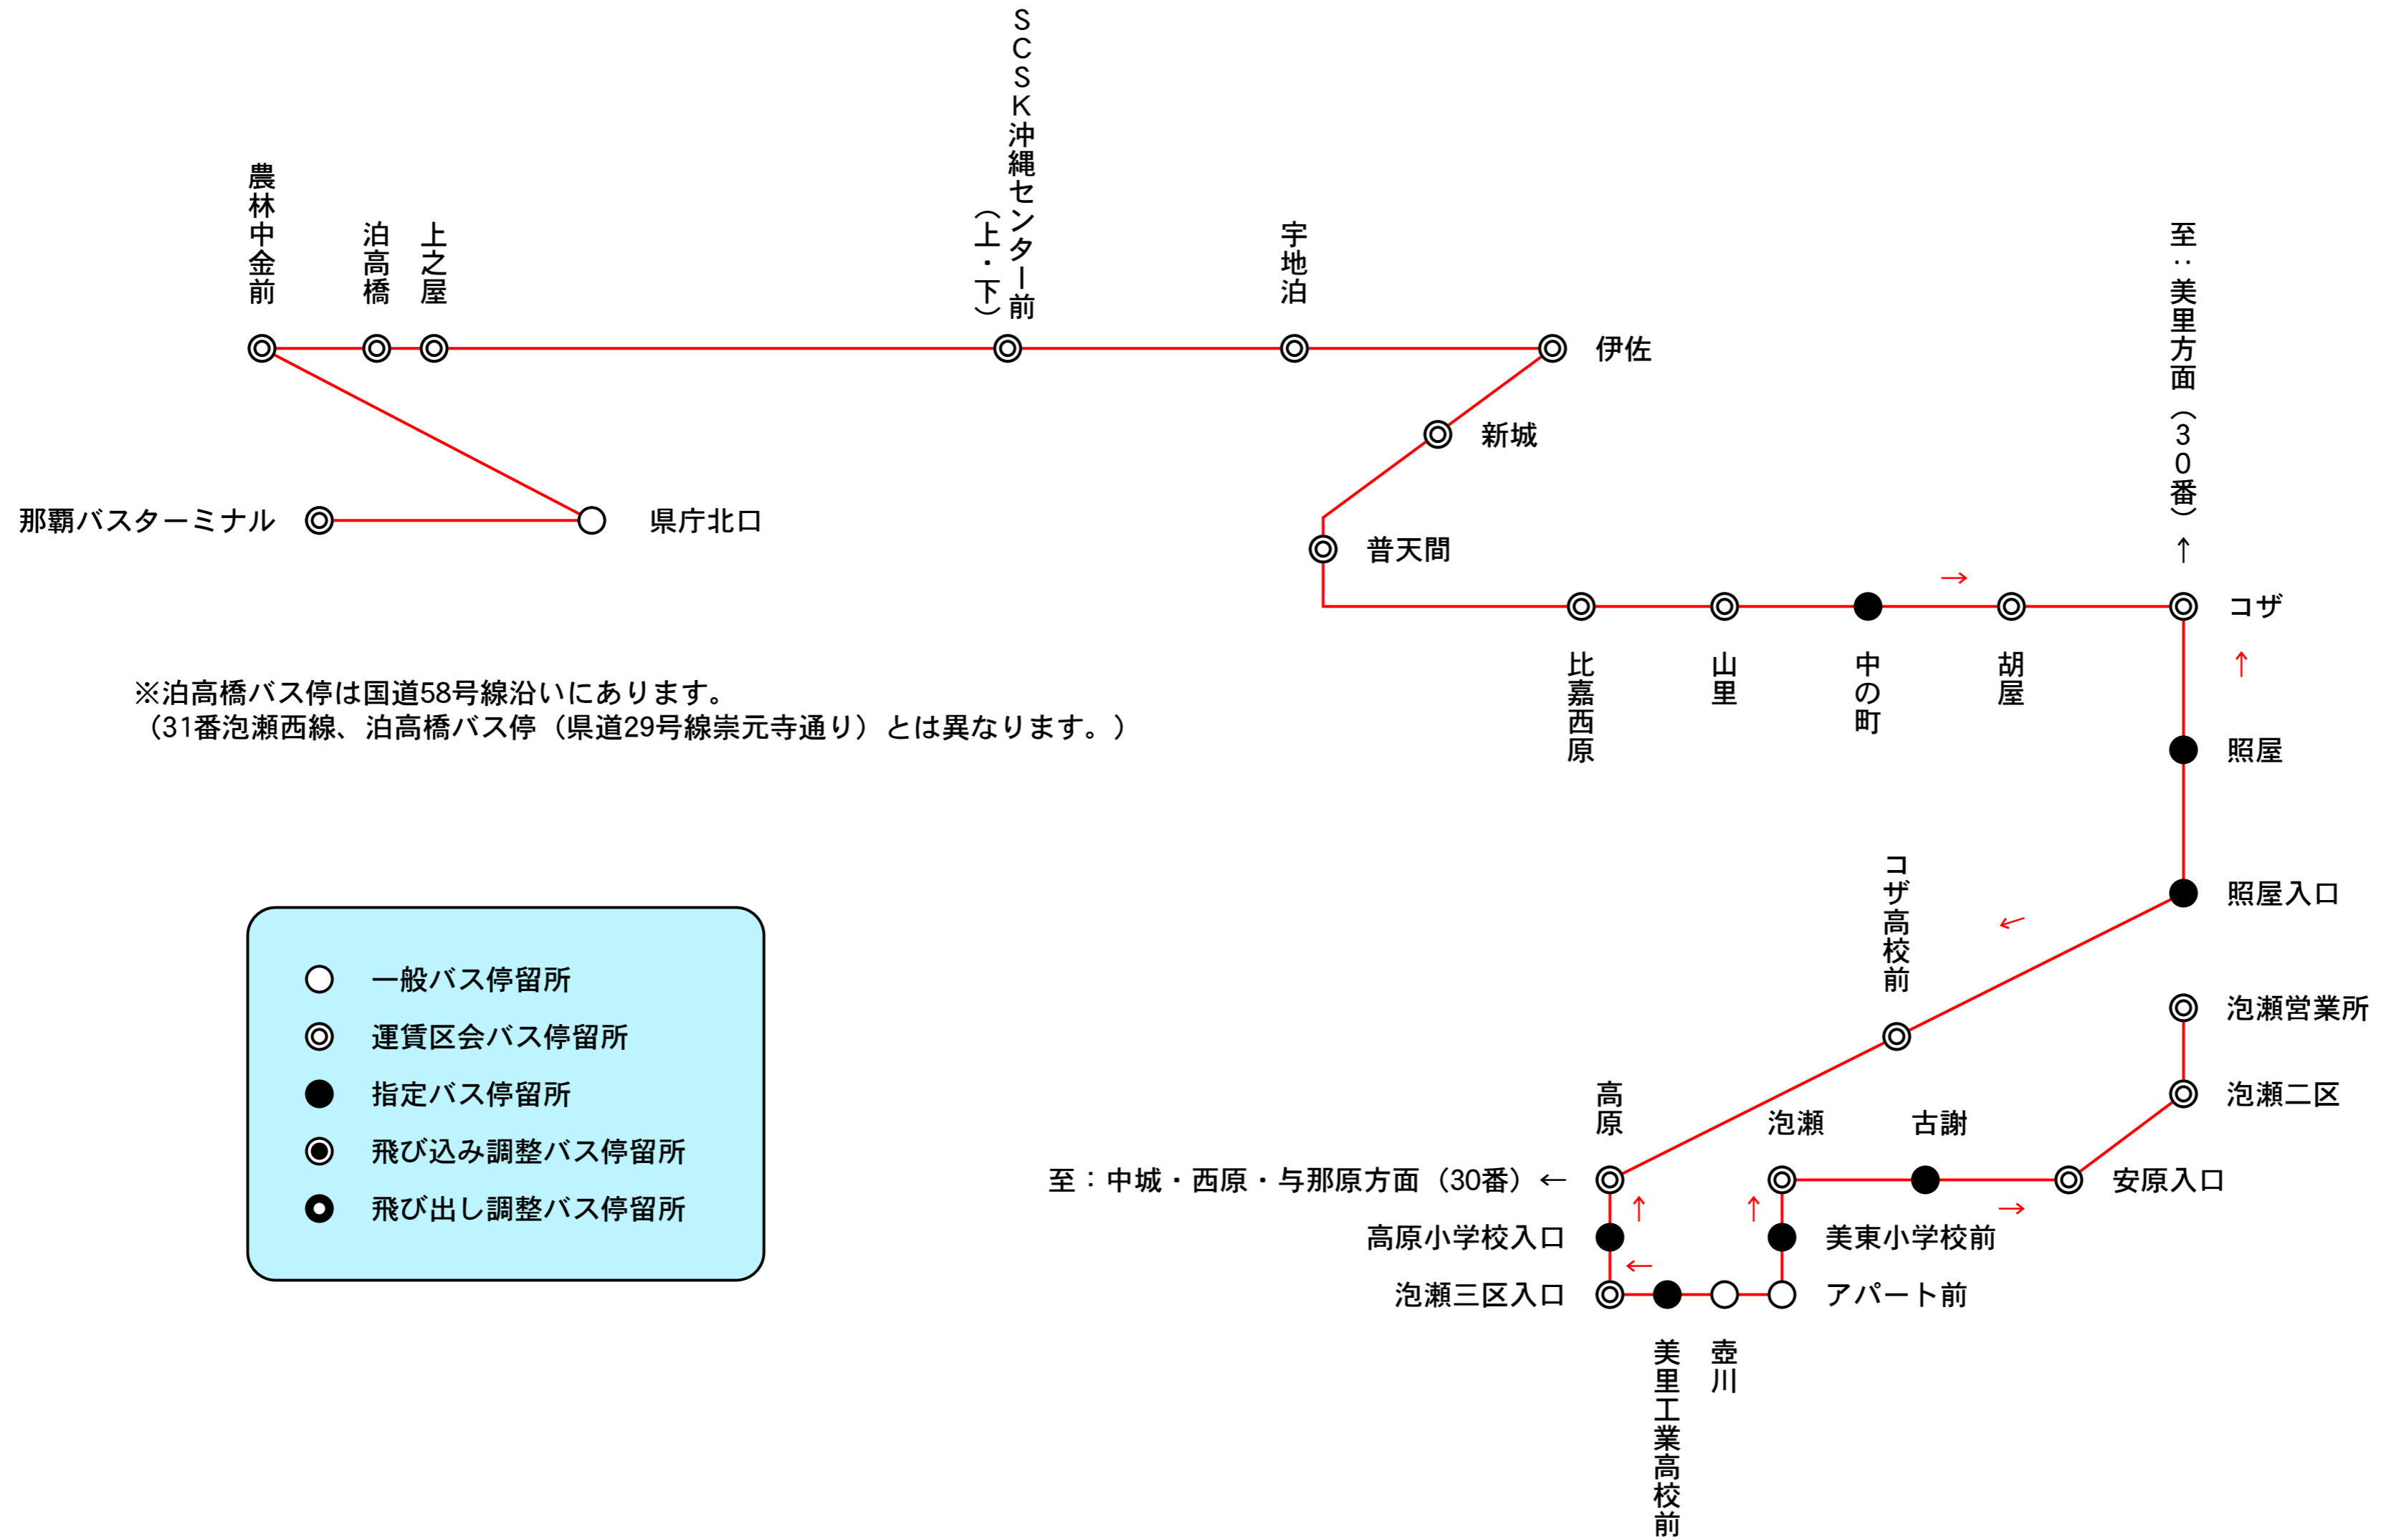 SCSK沖縄センター前
(上・下)
農林中金前
泊高橋
上之屋
宇地泊
至:美里方面(30番)↑
伊佐
新城
那覇バスターミナル
県庁北口
普天間
→
コザ
↑
比嘉西原
山里
中の町
胡屋
※泊高橋バス停は国道58号線沿いにあります。
(31番泡瀬西線、泊高橋バス停(県道29号線崇元寺通り)とは異なります。)
照屋
コザ高校前
照屋入口
←
一般バス停留所
運賃区会バス停留所
指定バス停留所
飛び込み調整バス停留所
飛び出し調整バス停留所
泡瀬営業所
泡瀬二区
高原
泡瀬
古謝
至:中城・西原・与那原方面(30番)←
安原入口
↑
↑
→
高原小学校入口
美東小学校前
←
泡瀬三区入口
アパート前
美里工業高校前
壺川